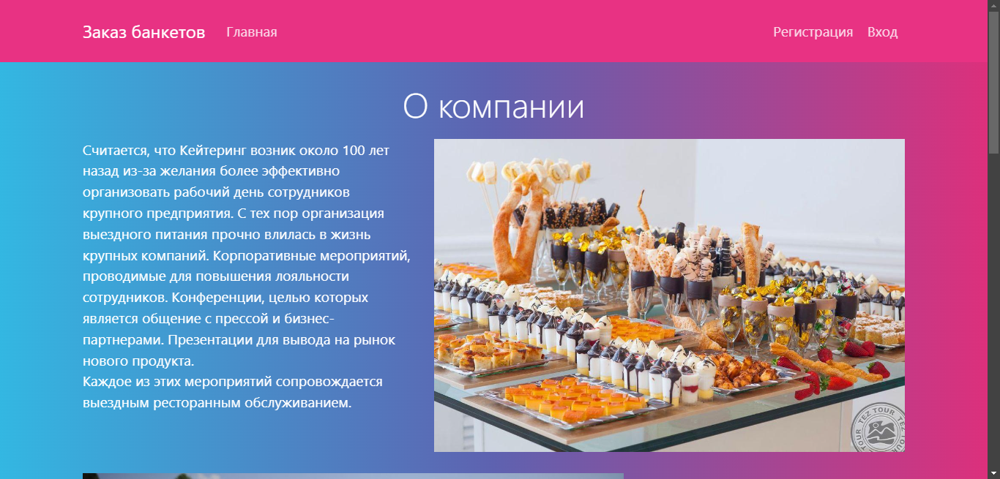 Заказ банкетов
Главная
Регистрация
Вход
О компании
Считается, что Кейтеринг возник около 100 лет
назад из-за желания более эффективно
организовать рабочий день сотрудников
крупного предприятия. С тех пор организация
выездного питания прочно влилась в жизнь
крупных компаний. Корпоративные мероприятий,
проводимые для повышения лояльности
сотрудников. Конференции, целью которых
является общение с прессой и бизнес-
партнерами. Презентации для вывода на рынок
нового продукта.
Каждое из этих мероприятий сопровождается
выездным ресторанным обслуживанием.
TEZ TOUR TEZ TOUR